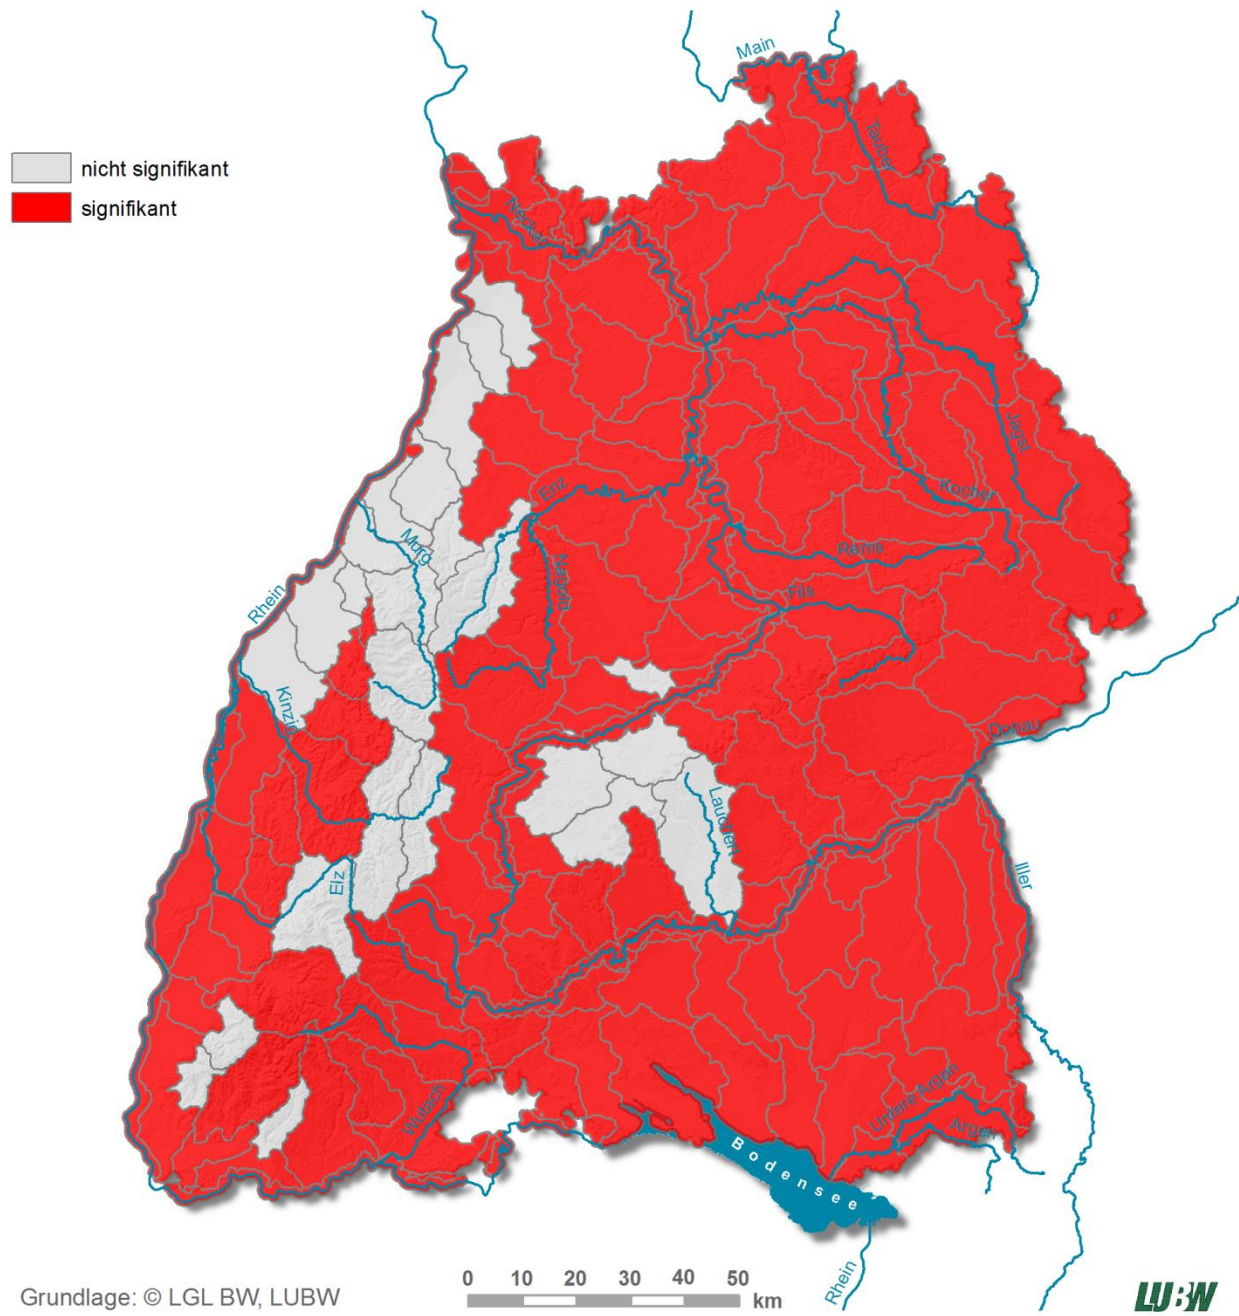 Main
Tauber
nicht signifikant
signifikant
Neckar
Jagst
Kocher
Enz
Murg
Rems
Nagold
Fils
Rhein
Kinzig
Donau
Lauchert
Iller
Elz
Wutach
Untere Argen
Argen
Bodensee
Rhein
0 10 20 30 40 50
km
Grundlage: © LGL BW, LUBW
LUBW